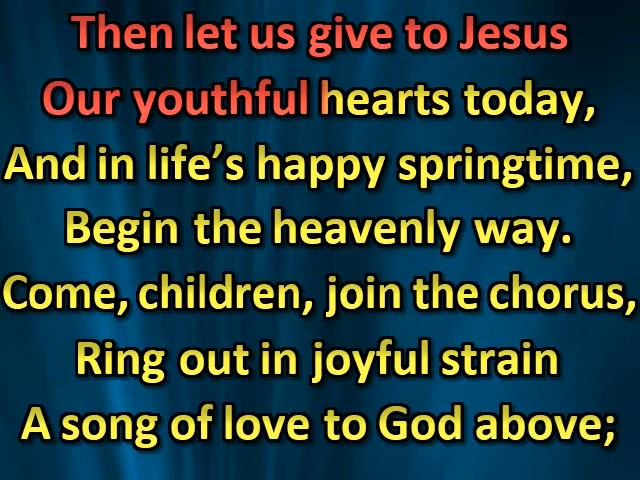 Then let us give to Jesus
Our youthful hearts today,
And in life’s happy springtime,
Begin the heavenly way.
Come, children, join the chorus,
Ring out in joyful strain
A song of love to God above;